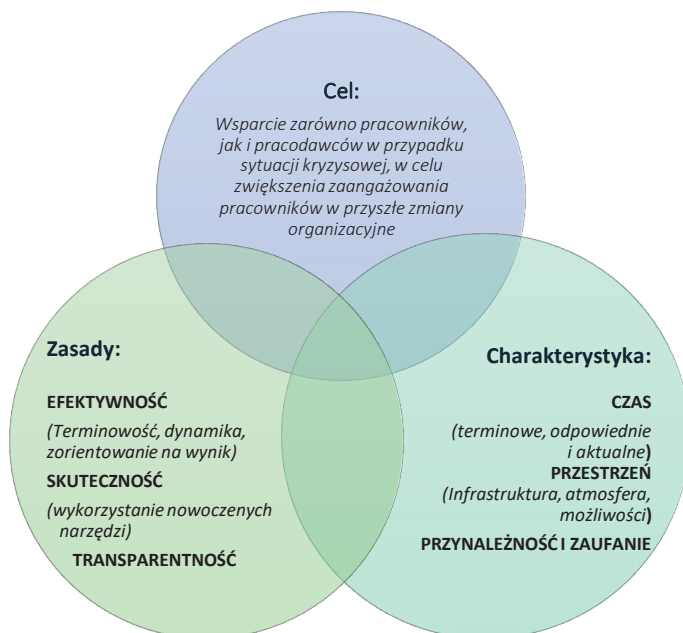 Cel:
Wsparcie zarówno pracowników,
jak i pracodawców w przypadku
sytuacji kryzysowej, w celu
zwiększenia zaangażowania
pracowników w przyszłe zmiany
organizacyjne
Zasady:
EFEKTYWNOŚĆ
(Terminowość, dynamika,
zorientowanie na wynik)
SKUTECZNOŚĆ
(wykorzystanie nowoczenych
narzędzi)
TRANSPARENTNOŚĆ
Charakterystyka:
CZAS
(terminowe, odpowiednie
i aktualne)
PRZESTRZEŃ
(Infrastruktura, atmosfera,
możliwości)
PRZYNALEŻNOŚĆ I ZAUFANIE